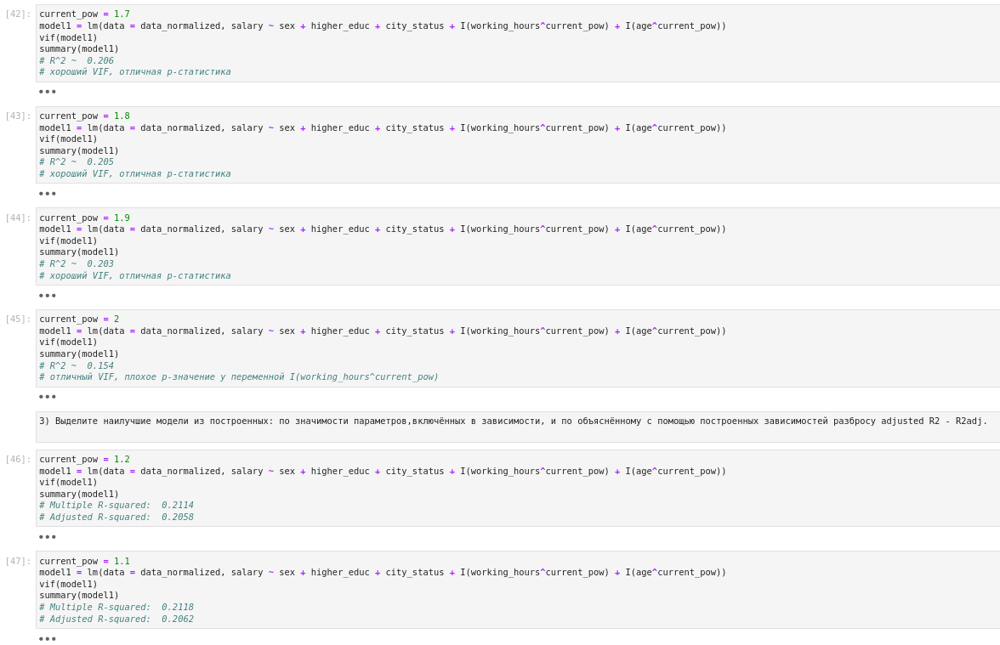 [42]:
current_pow = 1.7
model1 = lm(data = data_normalized, salary ~ sex + higher_educ + city_status + I(working_hours^current_pow) + I(age^current_pow))
vif(model1)
summary(model1)
# R^2 ~  0.206
# хороший VIF, отличная p-статистика
•••
[43]:
current_pow = 1.8
model1 = lm(data = data_normalized, salary ~ sex + higher_educ + city_status + I(working_hours^current_pow) + I(age^current_pow))
vif(model1)
summary(model1)
# R^2 ~  0.205
# хороший VIF, отличная p-статистика
•••
[44]:
current_pow = 1.9
model1 = lm(data = data_normalized, salary ~ sex + higher_educ + city_status + I(working_hours^current_pow) + I(age^current_pow))
vif(model1)
summary(model1)
# R^2 ~  0.203
# хороший VIF, отличная p-статистика
•••
[45]:
current_pow = 2
model1 = lm(data = data_normalized, salary ~ sex + higher_educ + city_status + I(working_hours^current_pow) + I(age^current_pow))
vif(model1)
summary(model1)
# R^2 ~  0.154
# отличный VIF, плохое p-значение у переменной I(working_hours^current_pow)
•••
3) Выделите наилучшие модели из построенных: по значимости параметров,включённых в зависимости, и по объяснённому с помощью построенных зависимостей разбросу adjusted R2 - R2adj.
[46]:
current_pow = 1.2
model1 = lm(data = data_normalized, salary ~ sex + higher_educ + city_status + I(working_hours^current_pow) + I(age^current_pow))
vif(model1)
summary(model1)
# Multiple R-squared:  0.2114
# Adjusted R-squared:  0.2058
•••
[47]:
current_pow = 1.1
model1 = lm(data = data_normalized, salary ~ sex + higher_educ + city_status + I(working_hours^current_pow) + I(age^current_pow))
vif(model1)
summary(model1)
# Multiple R-squared:  0.2118
# Adjusted R-squared:  0.2062
•••